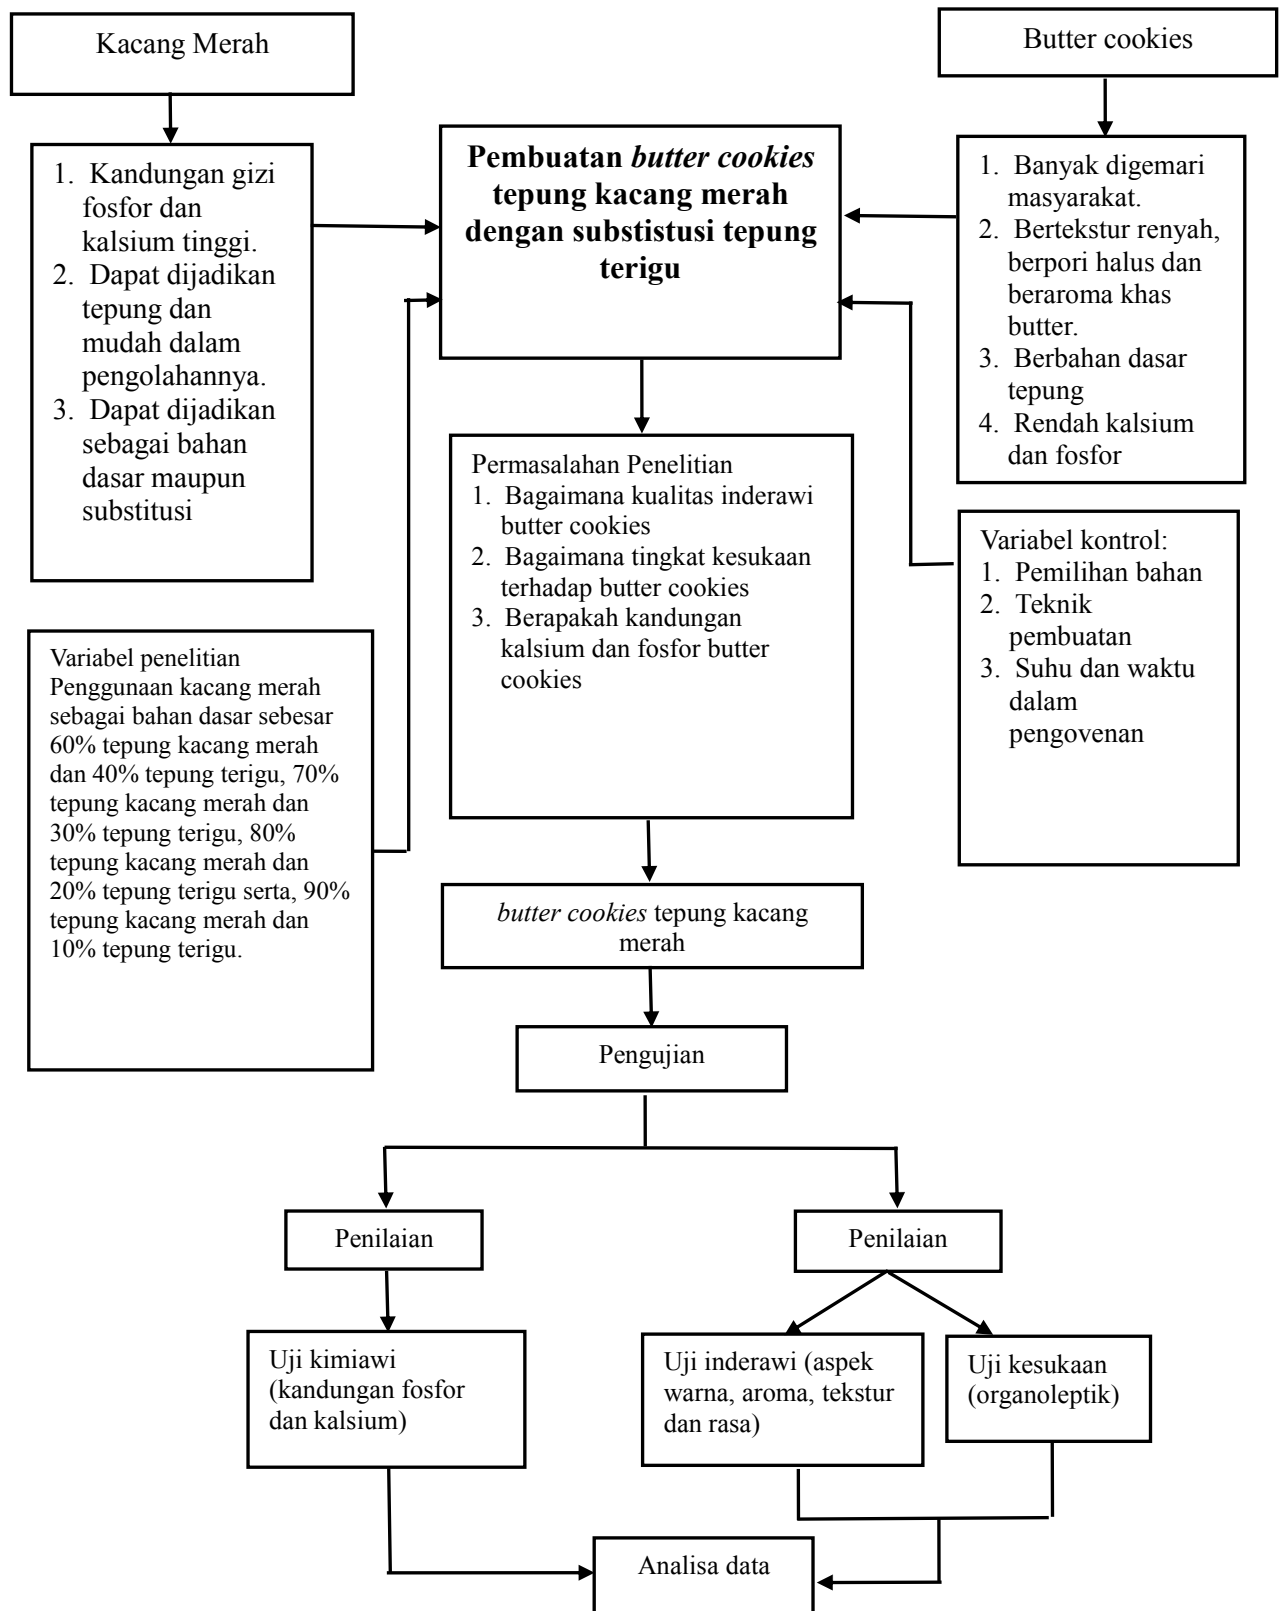 Kacang Merah
Butter cookies
1. Kandungan gizi
fosfor dan
kalsium tinggi.
2. Dapat dijadikan
tepung dan
mudah dalam
pengolahannya.
3. Dapat dijadikan
sebagai bahan
dasar maupun
substitusi
Pembuatan butter cookies
tepung kacang merah
dengan substistusi tepung
terigu
1. Banyak digemari
masyarakat.
2. Bertekstur renyah,
berpori halus dan
beraroma khas
butter.
3. Berbahan dasar
tepung
4. Rendah kalsium
dan fosfor
Permasalahan Penelitian
1. Bagaimana kualitas inderawi
butter cookies
2. Bagaimana tingkat kesukaan
terhadap butter cookies
3. Berapakah kandungan
kalsium dan fosfor butter
cookies
Variabel kontrol:
1. Pemilihan bahan
2. Teknik
pembuatan
3. Suhu dan waktu
dalam
pengovenan
Variabel penelitian
Penggunaan kacang merah
sebagai bahan dasar sebesar
60% tepung kacang merah
dan 40% tepung terigu, 70%
tepung kacang merah dan
30% tepung terigu, 80%
tepung kacang merah dan
20% tepung terigu serta, 90%
tepung kacang merah dan
10% tepung terigu.
butter cookies tepung kacang
merah
Pengujian
Penilaian
Penilaian
Uji kimiawi
(kandungan fosfor
dan kalsium)
Uji inderawi (aspek
warna, aroma, tekstur
dan rasa)
Uji kesukaan
(organoleptik)
Analisa data